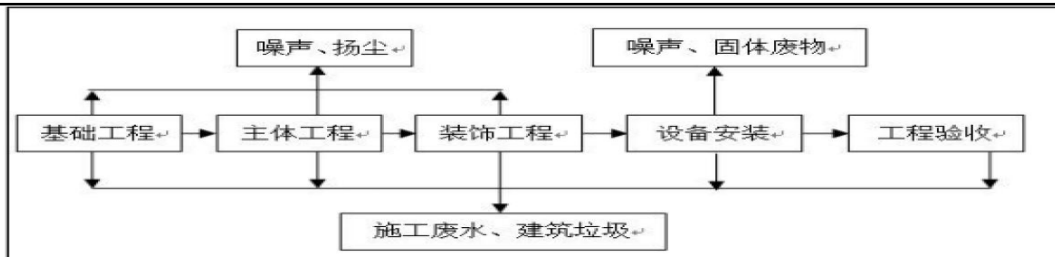 噪声、扬尘
噪声、固体废物
基础工程
主体工程
装饰工程
设备安装
工程验收
施工废水、建筑垃圾